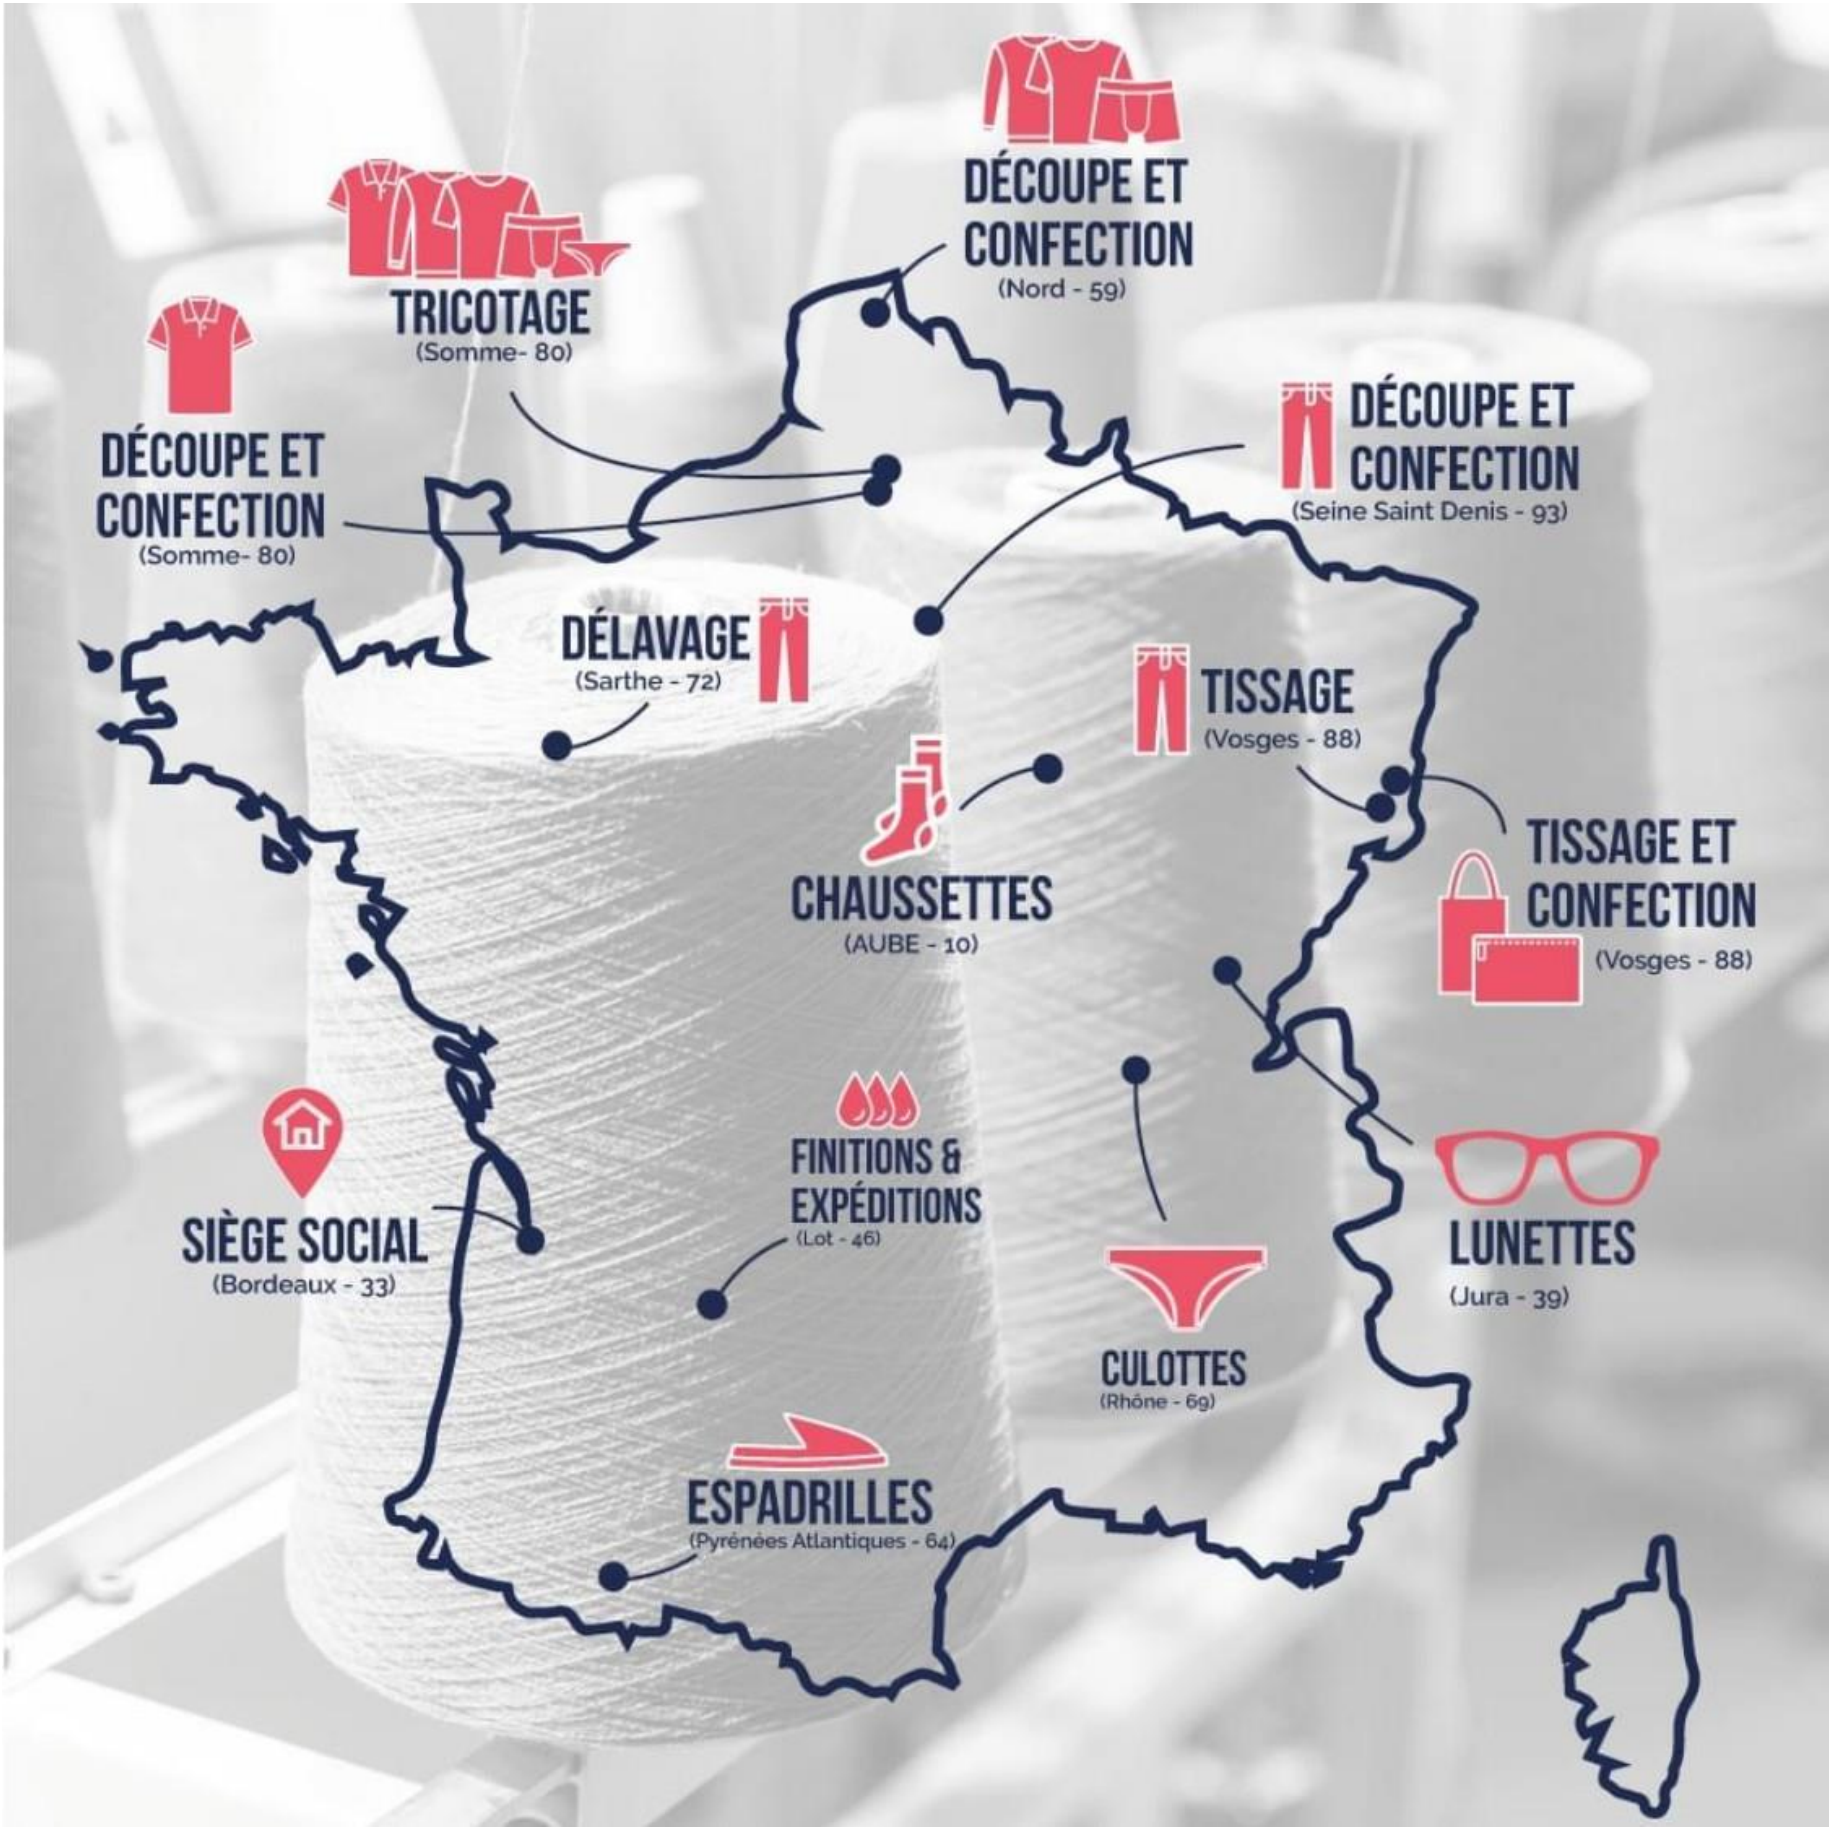 DÉCOUPE ET
CONFECTION
(Nord - 59)
TRICOTAGE
(Somme- 80)
DÉCOUPE ET
CONFECTION
(Somme- 80)
DÉCOUPE ET
CONFECTION
(Seine Saint Denis - 93)
DÉLAVAGE
(Sarthe - 72)
TISSAGE
(Vosges - 88)
CHAUSSETTES
(AUBE - 10)
TISSAGE ET
CONFECTION
(Vosges - 88)
SIÈGE SOCIAL
(Bordeaux - 33)
FINITIONS &
EXPÉDITIONS
(Lot - 46)
LUNETTES
(Jura - 39)
CULOTTES
(Rhône - 69)
ESPADRILLES
(Pyrénées Atlantiques - 64)